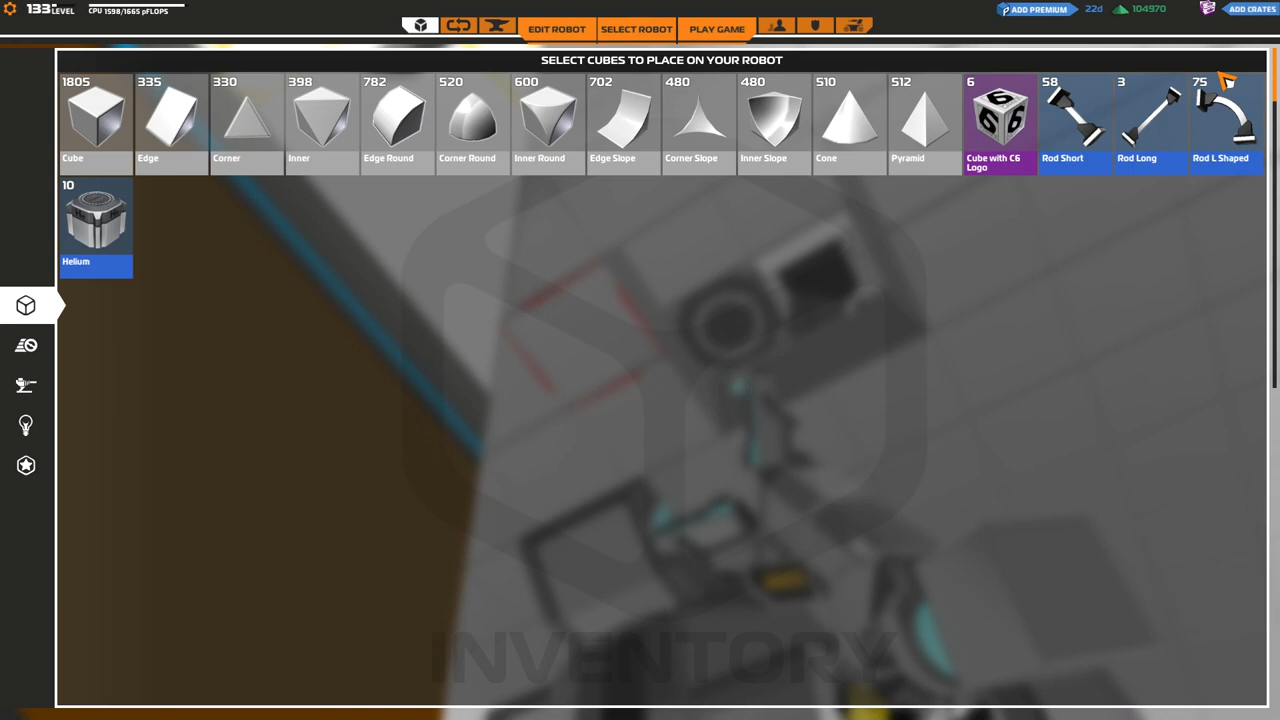 133 LEVEL CPU 1598/1665 pFLOPS
ADD PREMIUM 22d 104970 ADD CRATES
EDIT ROBOT SELECT ROBOT PLAY GAME
SELECT CUBES TO PLACE ON YOUR ROBOT
1805 335 330 398 782 520 600 702 480 480 510 512 6 58 3 75
6 6 6
Cube Edge Corner Inner Edge Round Corner Round Inner Round Edge Slope Corner Slope Inner Slope Cone Pyramid Cube with C6 Logo Rod Short Rod Long Rod L Shaped
10
Helium
INVENTORY